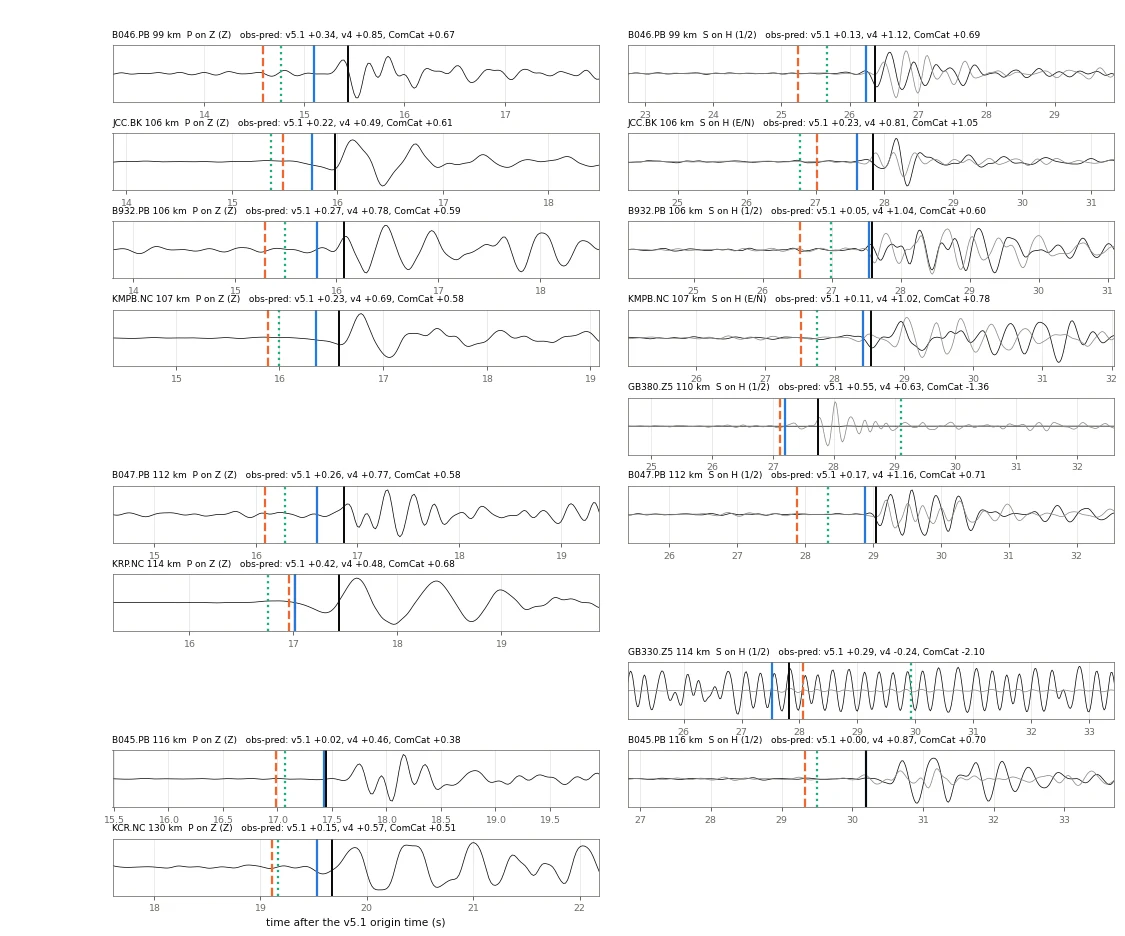 B046.PB 99 km  P on Z (Z)   obs-pred: v5.1 +0.34, v4 +0.85, ComCat +0.67
14 15 16 17
B046.PB 99 km  S on H (1/2)   obs-pred: v5.1 +0.13, v4 +1.12, ComCat +0.69
23 24 25 26 27 28 29
JCC.BK 106 km  P on Z (Z)   obs-pred: v5.1 +0.22, v4 +0.49, ComCat +0.61
14 15 16 17 18
JCC.BK 106 km  S on H (E/N)   obs-pred: v5.1 +0.23, v4 +0.81, ComCat +1.05
25 26 27 28 29 30 31
B932.PB 106 km  P on Z (Z)   obs-pred: v5.1 +0.27, v4 +0.78, ComCat +0.59
14 15 16 17 18
B932.PB 106 km  S on H (1/2)   obs-pred: v5.1 +0.05, v4 +1.04, ComCat +0.60
25 26 27 28 29 30 31
KMPB.NC 107 km  P on Z (Z)   obs-pred: v5.1 +0.23, v4 +0.69, ComCat +0.58
15 16 17 18 19
KMPB.NC 107 km  S on H (E/N)   obs-pred: v5.1 +0.11, v4 +1.02, ComCat +0.78
26 27 28 29 30 31 32
GB380.Z5 110 km  S on H (1/2)   obs-pred: v5.1 +0.55, v4 +0.63, ComCat -1.36
25 26 27 28 29 30 31 32
B047.PB 112 km  P on Z (Z)   obs-pred: v5.1 +0.26, v4 +0.77, ComCat +0.58
15 16 17 18 19
B047.PB 112 km  S on H (1/2)   obs-pred: v5.1 +0.17, v4 +1.16, ComCat +0.71
26 27 28 29 30 31 32
KRP.NC 114 km  P on Z (Z)   obs-pred: v5.1 +0.42, v4 +0.48, ComCat +0.68
16 17 18 19
GB330.Z5 114 km  S on H (1/2)   obs-pred: v5.1 +0.29, v4 -0.24, ComCat -2.10
26 27 28 29 30 31 32 33
B045.PB 116 km  P on Z (Z)   obs-pred: v5.1 +0.02, v4 +0.46, ComCat +0.38
15.5 16.0 16.5 17.0 17.5 18.0 18.5 19.0 19.5
B045.PB 116 km  S on H (1/2)   obs-pred: v5.1 +0.00, v4 +0.87, ComCat +0.70
27 28 29 30 31 32 33
KCR.NC 130 km  P on Z (Z)   obs-pred: v5.1 +0.15, v4 +0.57, ComCat +0.51
18 19 20 21 22
time after the v5.1 origin time (s)